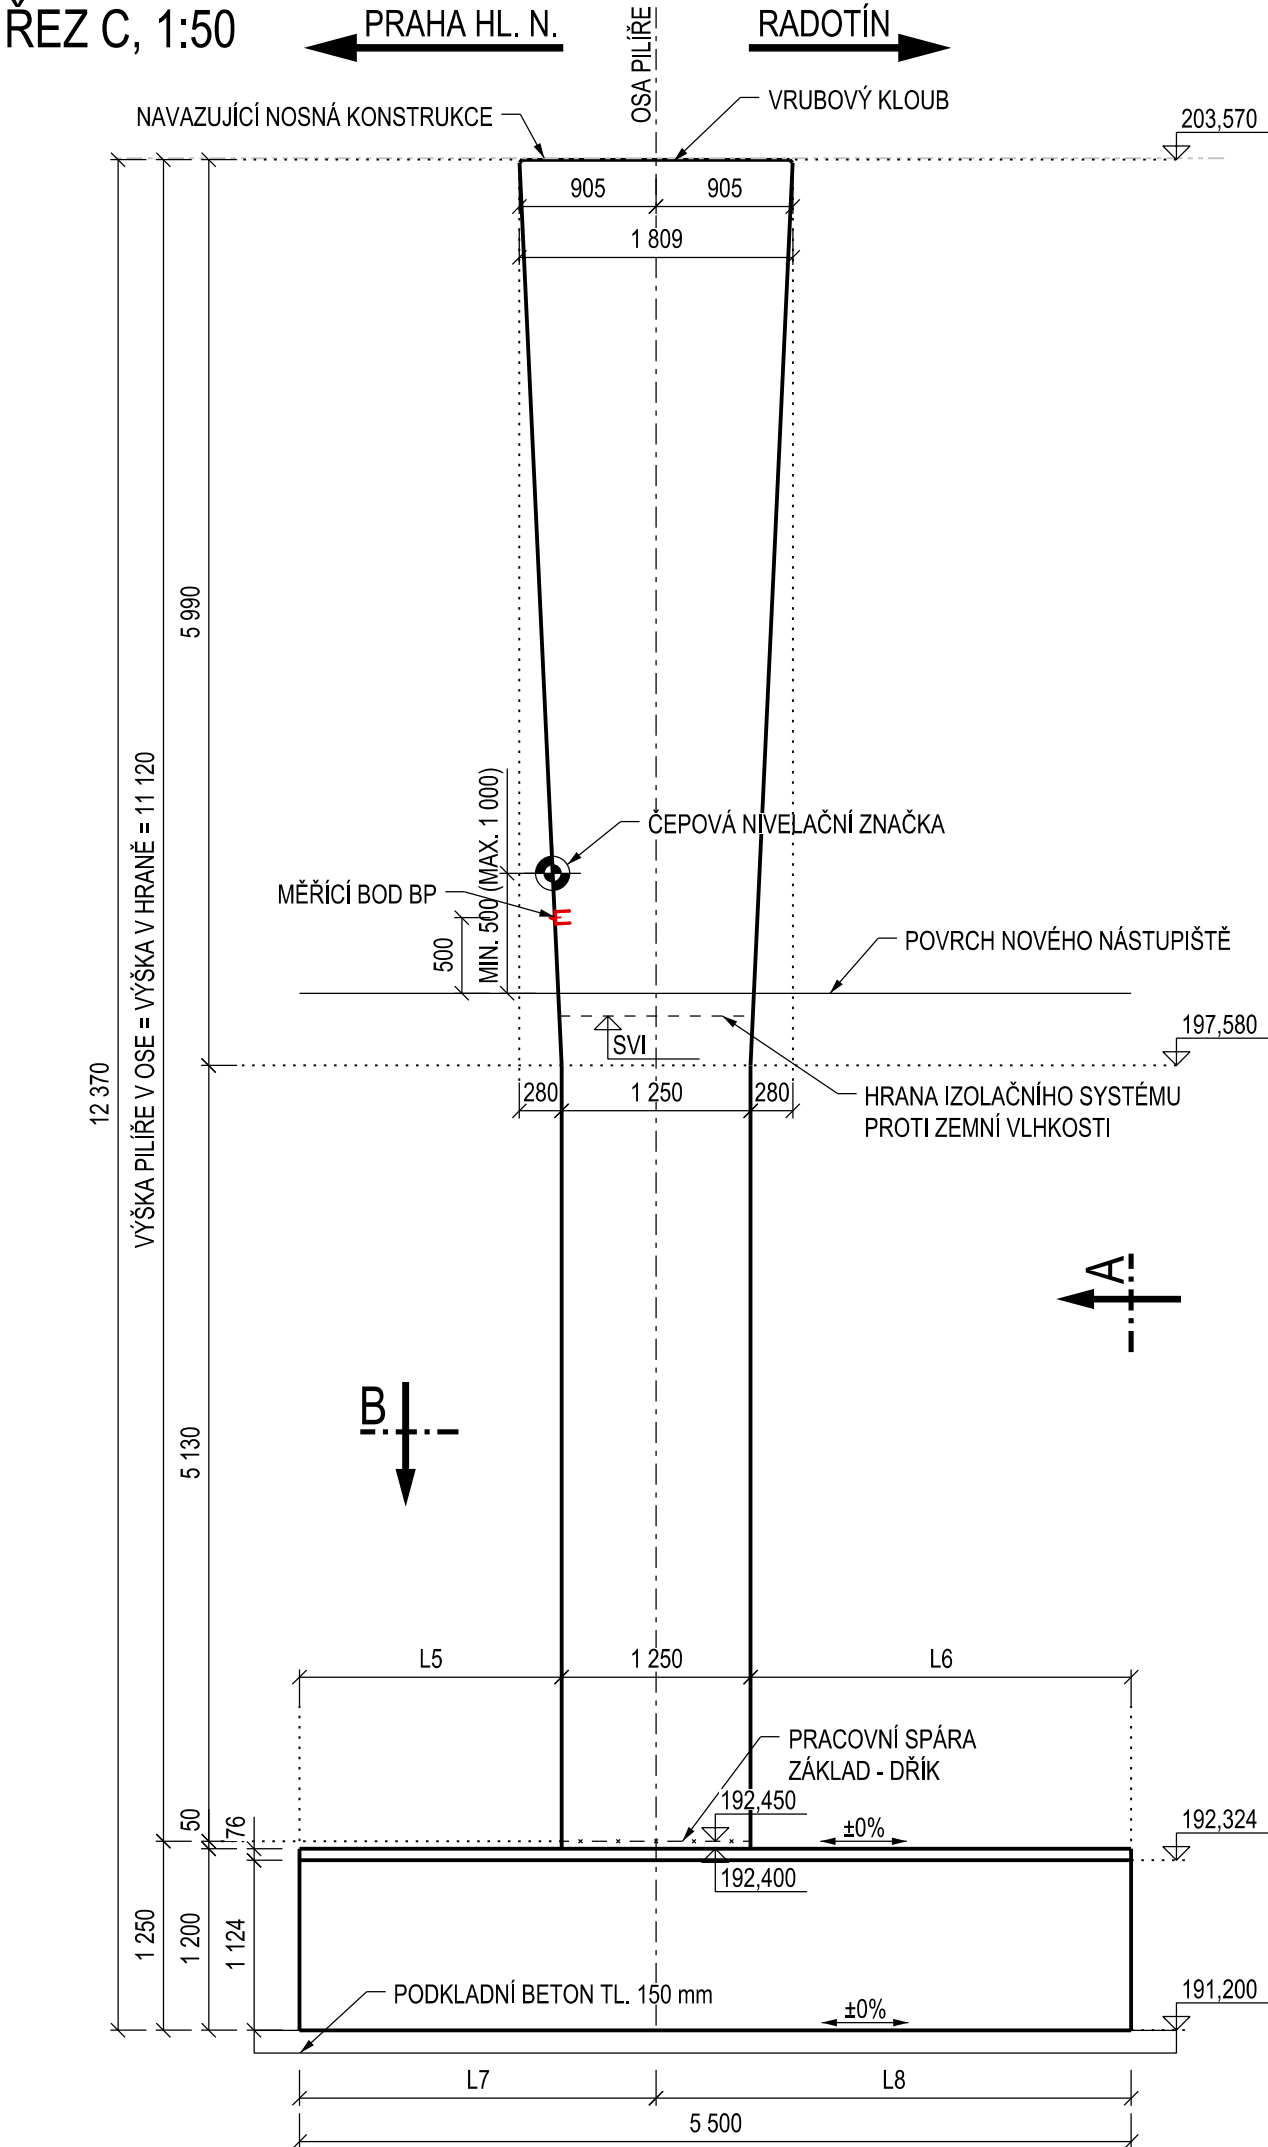 ŘEZ C, 1:50
PRAHA HL. N.
RADOTÍN
OSA PILÍŘE
NAVAZUJÍCÍ NOSNÁ KONSTRUKCE
VRUBOVÝ KLOUB
203,570
905
905
1 809
5 990
12 370
VÝŠKA PILÍŘE V OSE = VÝŠKA V HRANĚ = 11 120
MIN. 500 (MAX. 1 000)
ČEPOVÁ NIVELAČNÍ ZNAČKA
MĚŘÍCÍ BOD BP
500
POVRCH NOVÉHO NÁSTUPIŠTĚ
197,580
SVI
280
1 250
280
HRANA IZOLAČNÍHO SYSTÉMU
PROTI ZEMNÍ VLHKOSTI
A
B
5 130
L5
1 250
L6
PRACOVNÍ SPÁRA
ZÁKLAD - DŘÍK
192,450
50
76
±0%
192,324
192,400
1 250
1 200
1 124
PODKLADNÍ BETON TL. 150 mm
±0%
191,200
L7
L8
5 500